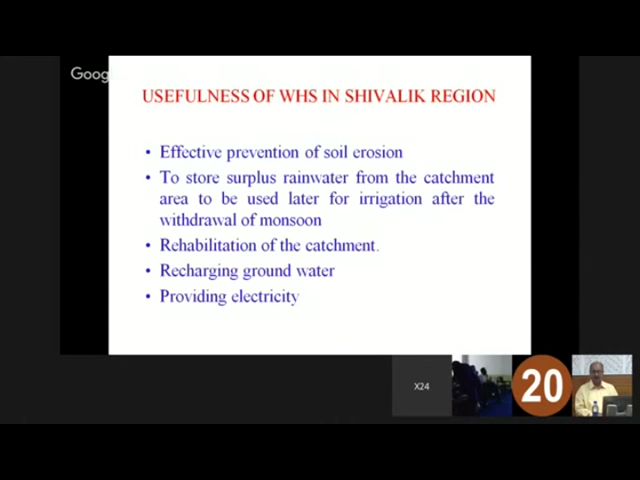 Goog
USEFULNESS OF WHS IN SHIVALIK REGION
• Effective prevention of soil erosion
• To store surplus rainwater from the catchment
area to be used later for irrigation after the
withdrawal of monsoon
• Rehabilitation of the catchment.
• Recharging ground water
• Providing electricity
X24
20